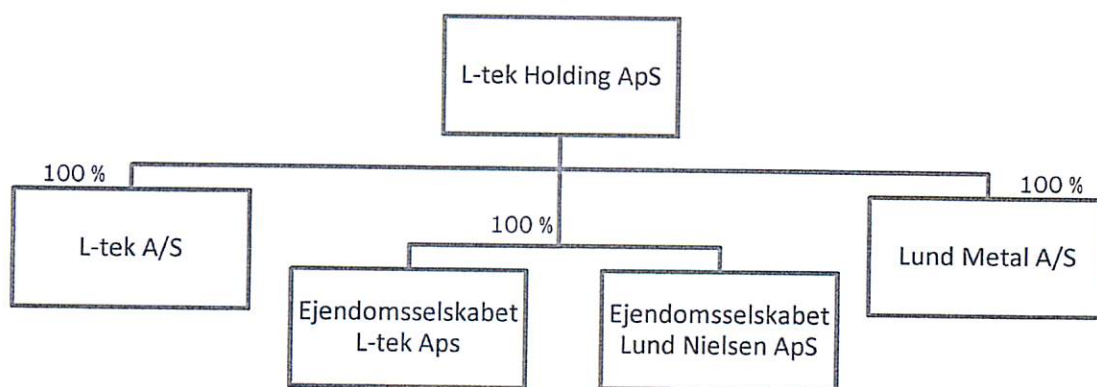 L-tek Holding ApS
100 %
100 %
L-tek A/S
100 %
Lund Metal A/S
Ejendomsselskabet
L-tek Aps
Ejendomsselskabet
Lund Nielsen ApS